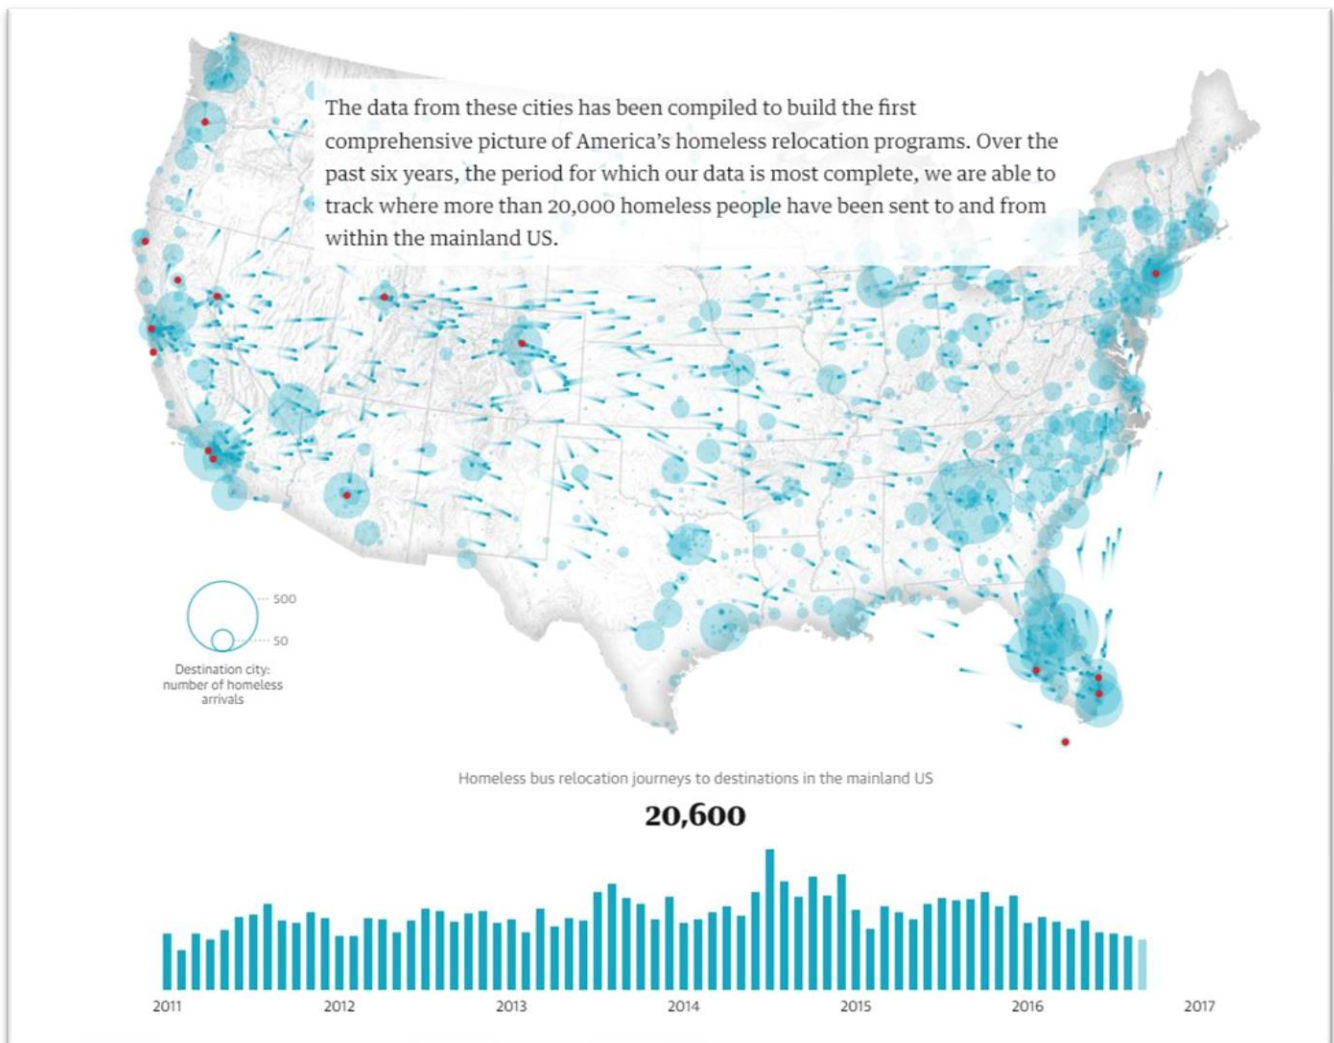 The data from these cities has been compiled to build the first
comprehensive picture of America's homeless relocation programs. Over the
past six years, the period for which our data is most complete, we are able to
track where more than 20,000 homeless people have been sent to and from
within the mainland US.
500
50
Destination city:
number of homeless
arrivals
Homeless bus relocation journeys to destinations in the mainland US
20,600
2011 2012 2013 2014 2015 2016 2017